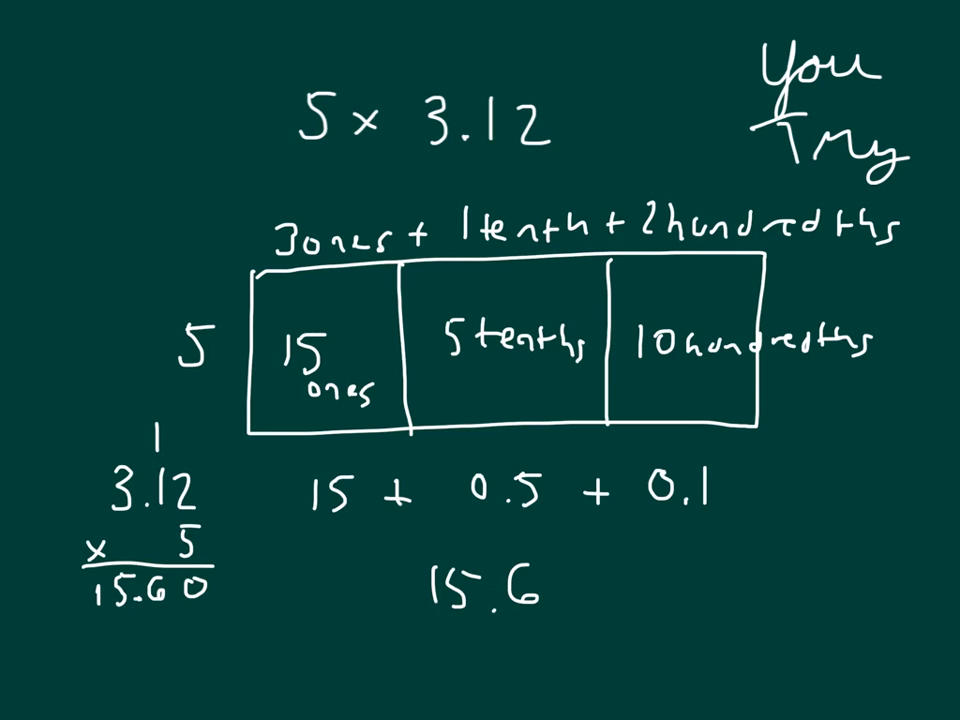 You
Try
5 x 3.12
3 ones + 1 tenth + 2 hundredths
5
15 ones
5 tenths
10 hundredths
1
3.12
x 5
15.60
15 + 0.5 + 0.1
15.6